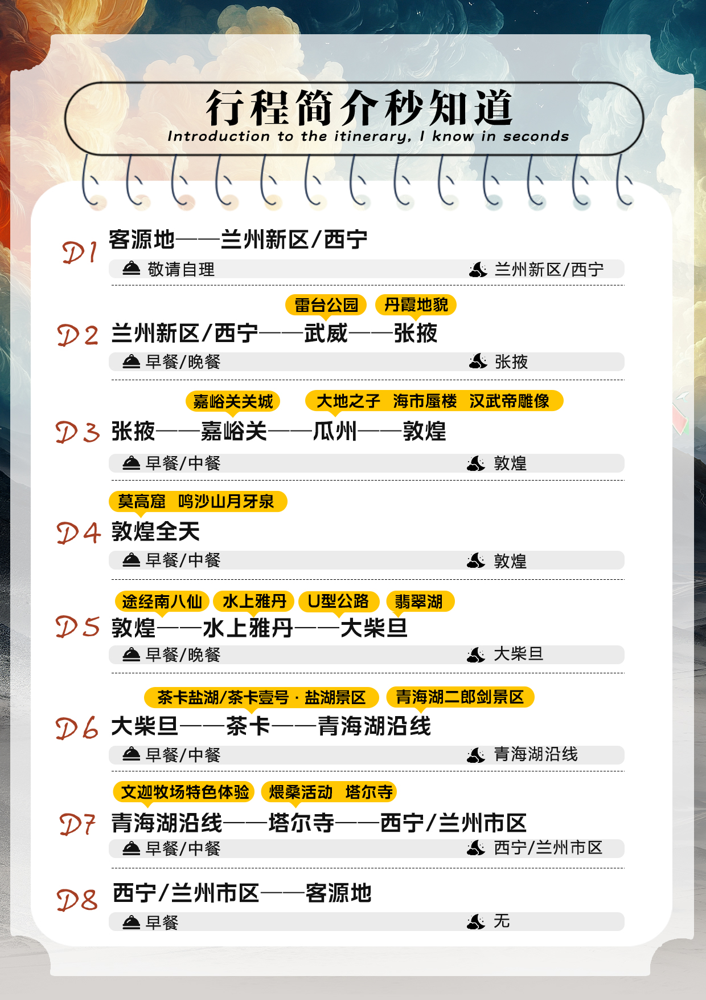 行程简介秒知道
Introduction to the itinerary, I know in seconds
D1
客源地——兰州新区/西宁
敬请自理 兰州新区/西宁
雷台公园 丹霞地貌
D2
兰州新区/西宁——武威——张掖
早餐/晚餐 张掖
嘉峪关关城 大地之子 海市蜃楼 汉武帝雕像
D3
张掖——嘉峪关——瓜州——敦煌
早餐/中餐 敦煌
莫高窟 鸣沙山月牙泉
D4
敦煌全天
早餐/中餐 敦煌
途经南八仙 水上雅丹 U型公路 翡翠湖
D5
敦煌——水上雅丹——大柴旦
早餐/晚餐 大柴旦
茶卡盐湖/茶卡壹号·盐湖景区 青海湖二郎剑景区
D6
大柴旦——茶卡——青海湖沿线
早餐/中餐 青海湖沿线
文迦牧场特色体验 煨桑活动 塔尔寺
D7
青海湖沿线——塔尔寺——西宁/兰州市区
早餐/中餐 西宁/兰州市区
D8
西宁/兰州市区——客源地
早餐 无